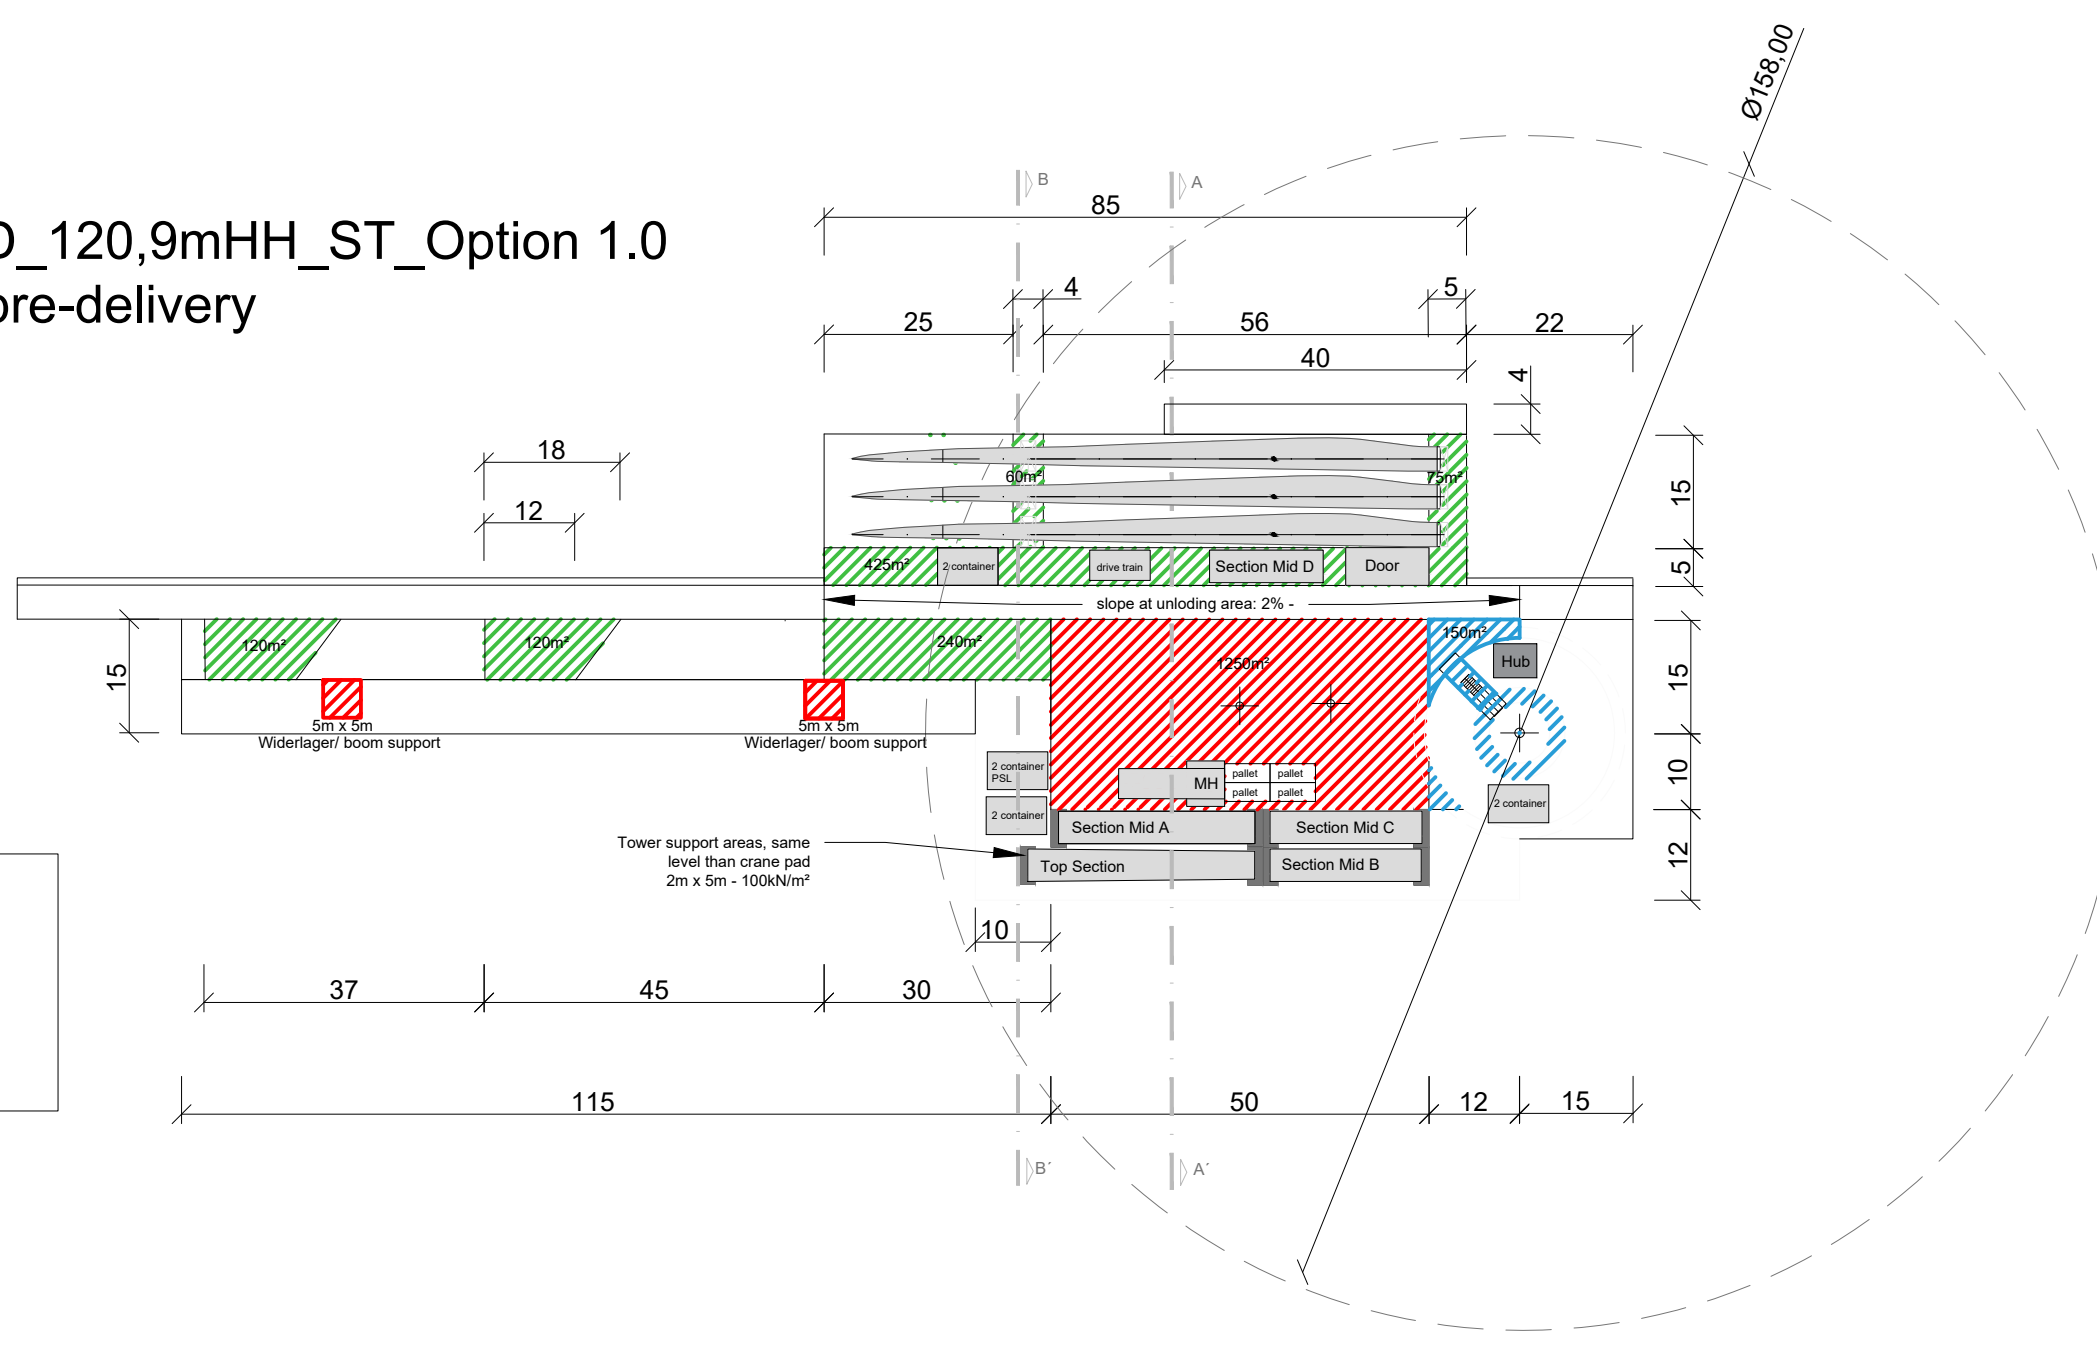 _120,9mHH_ST_Option 1.0
pre-delivery
Ø158,00
B
A
85
4
5
25
56
22
40
4
18
12
15
60m²
75m²
425m²
2 container
drive train
Section Mid D
Door
5
slope at unloding area: 2% -
120m²
120m²
240m²
1250m²
150m²
Hub
15
15
5m x 5m
Widerlager/ boom support
5m x 5m
Widerlager/ boom support
2 container
PSL
MH
pallet
pallet
pallet
pallet
10
2 container
2 container
Section Mid A
Section Mid C
Tower support areas, same
level than crane pad
2m x 5m - 100kN/m²
Top Section
Section Mid B
12
10
37
45
30
115
50
12
15
B´
A´